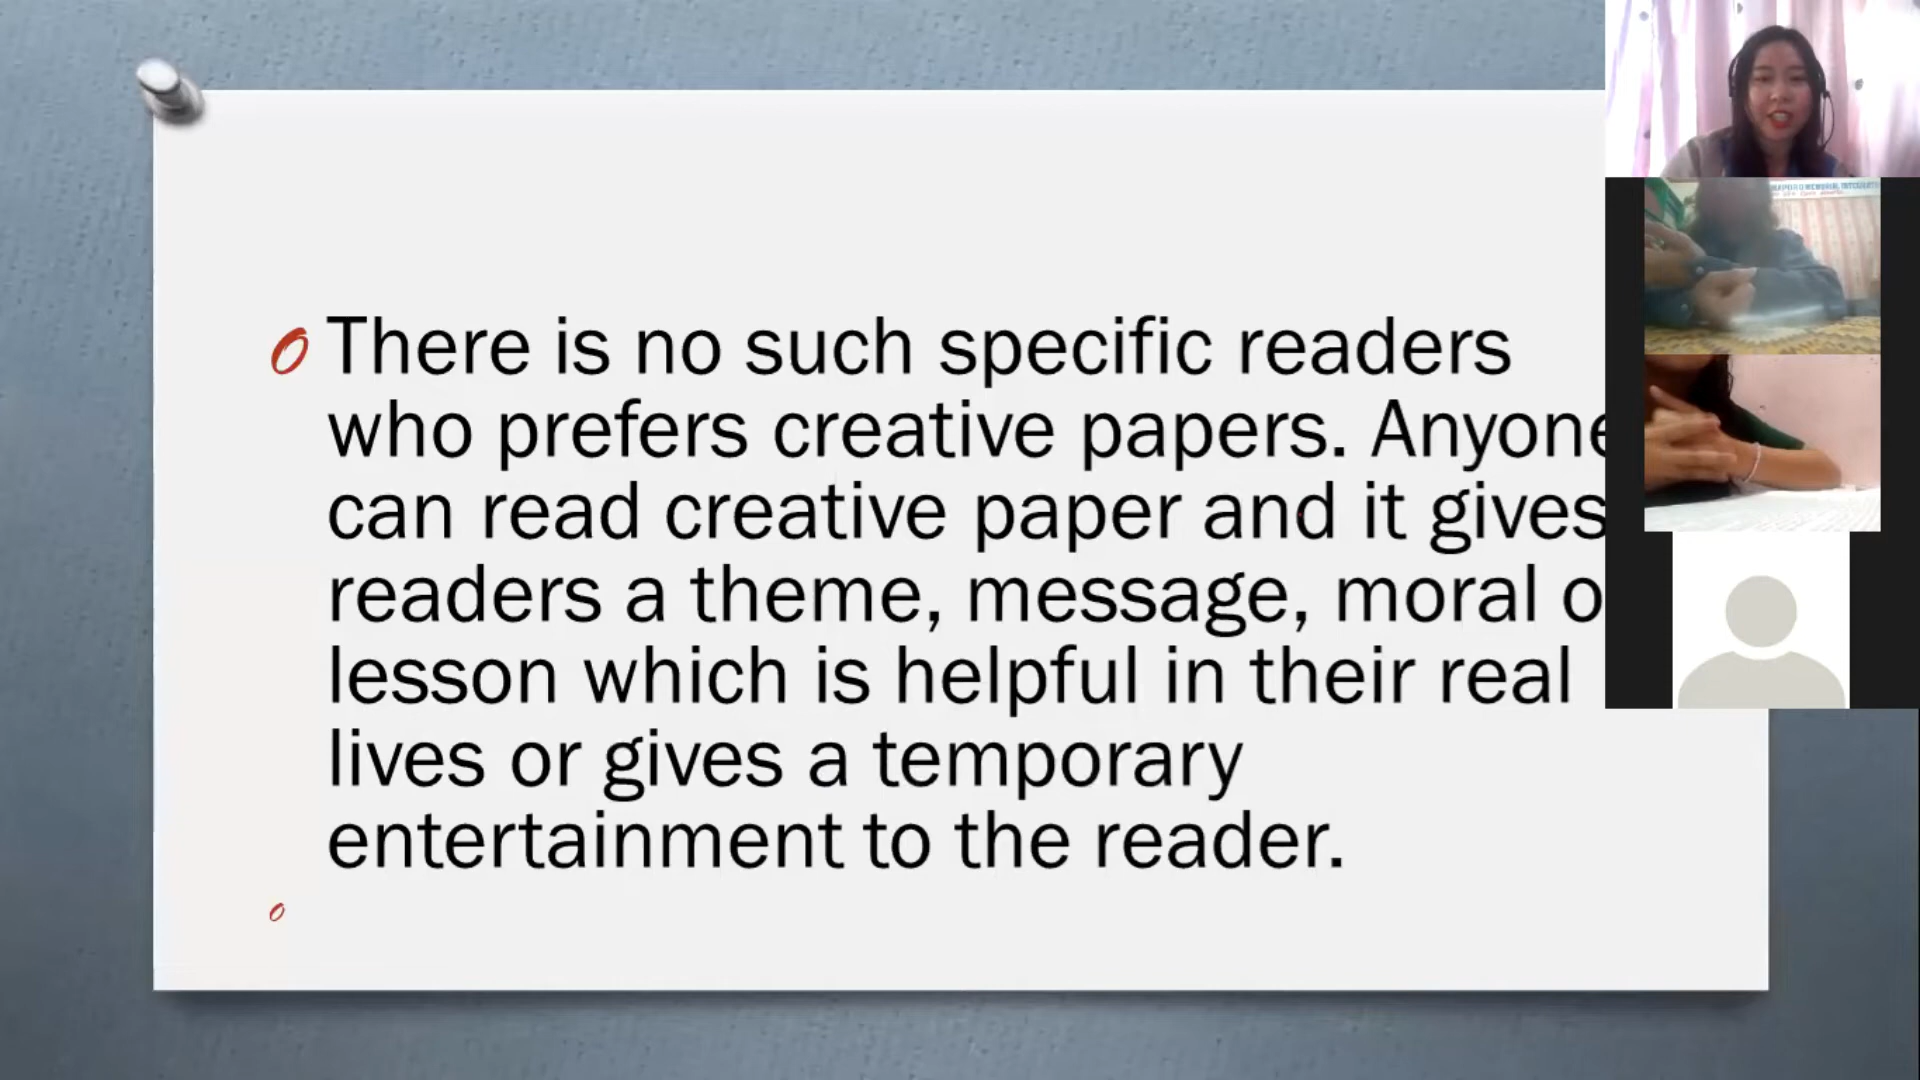 There is no such specific readers
who prefers creative papers. Anyone
can read creative paper and it gives
readers a theme, message, moral o
lesson which is helpful in their real
lives or gives a temporary
entertainment to the reader.
MEMORIAL